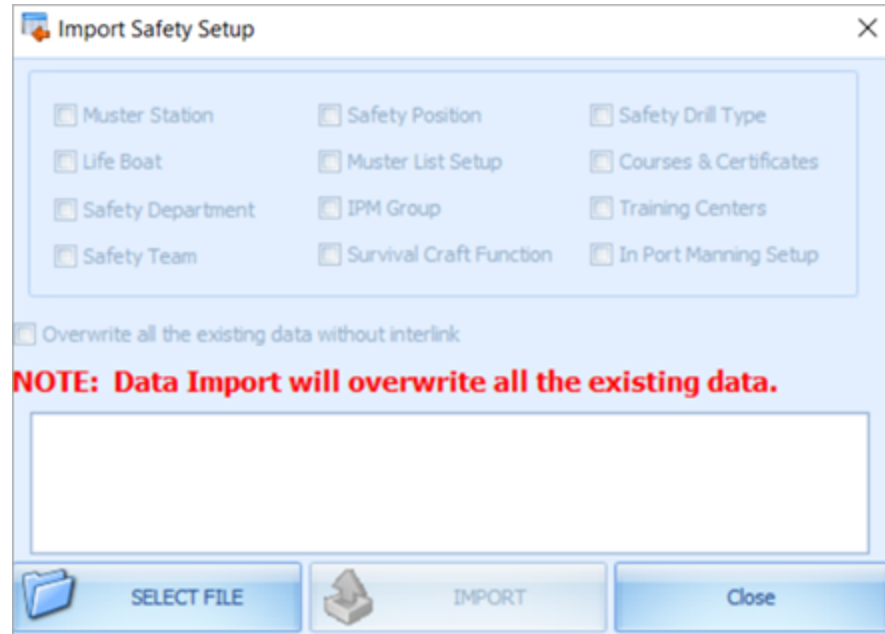 Import Safety Setup
Muster Station Safety Position Safety Drill Type
Life Boat Muster List Setup Courses & Certificates
Safety Department IPM Group Training Centers
Safety Team Survival Craft Function In Port Manning Setup
Overwrite all the existing data without interlink
NOTE: Data Import will overwrite all the existing data.
SELECT FILE IMPORT Close